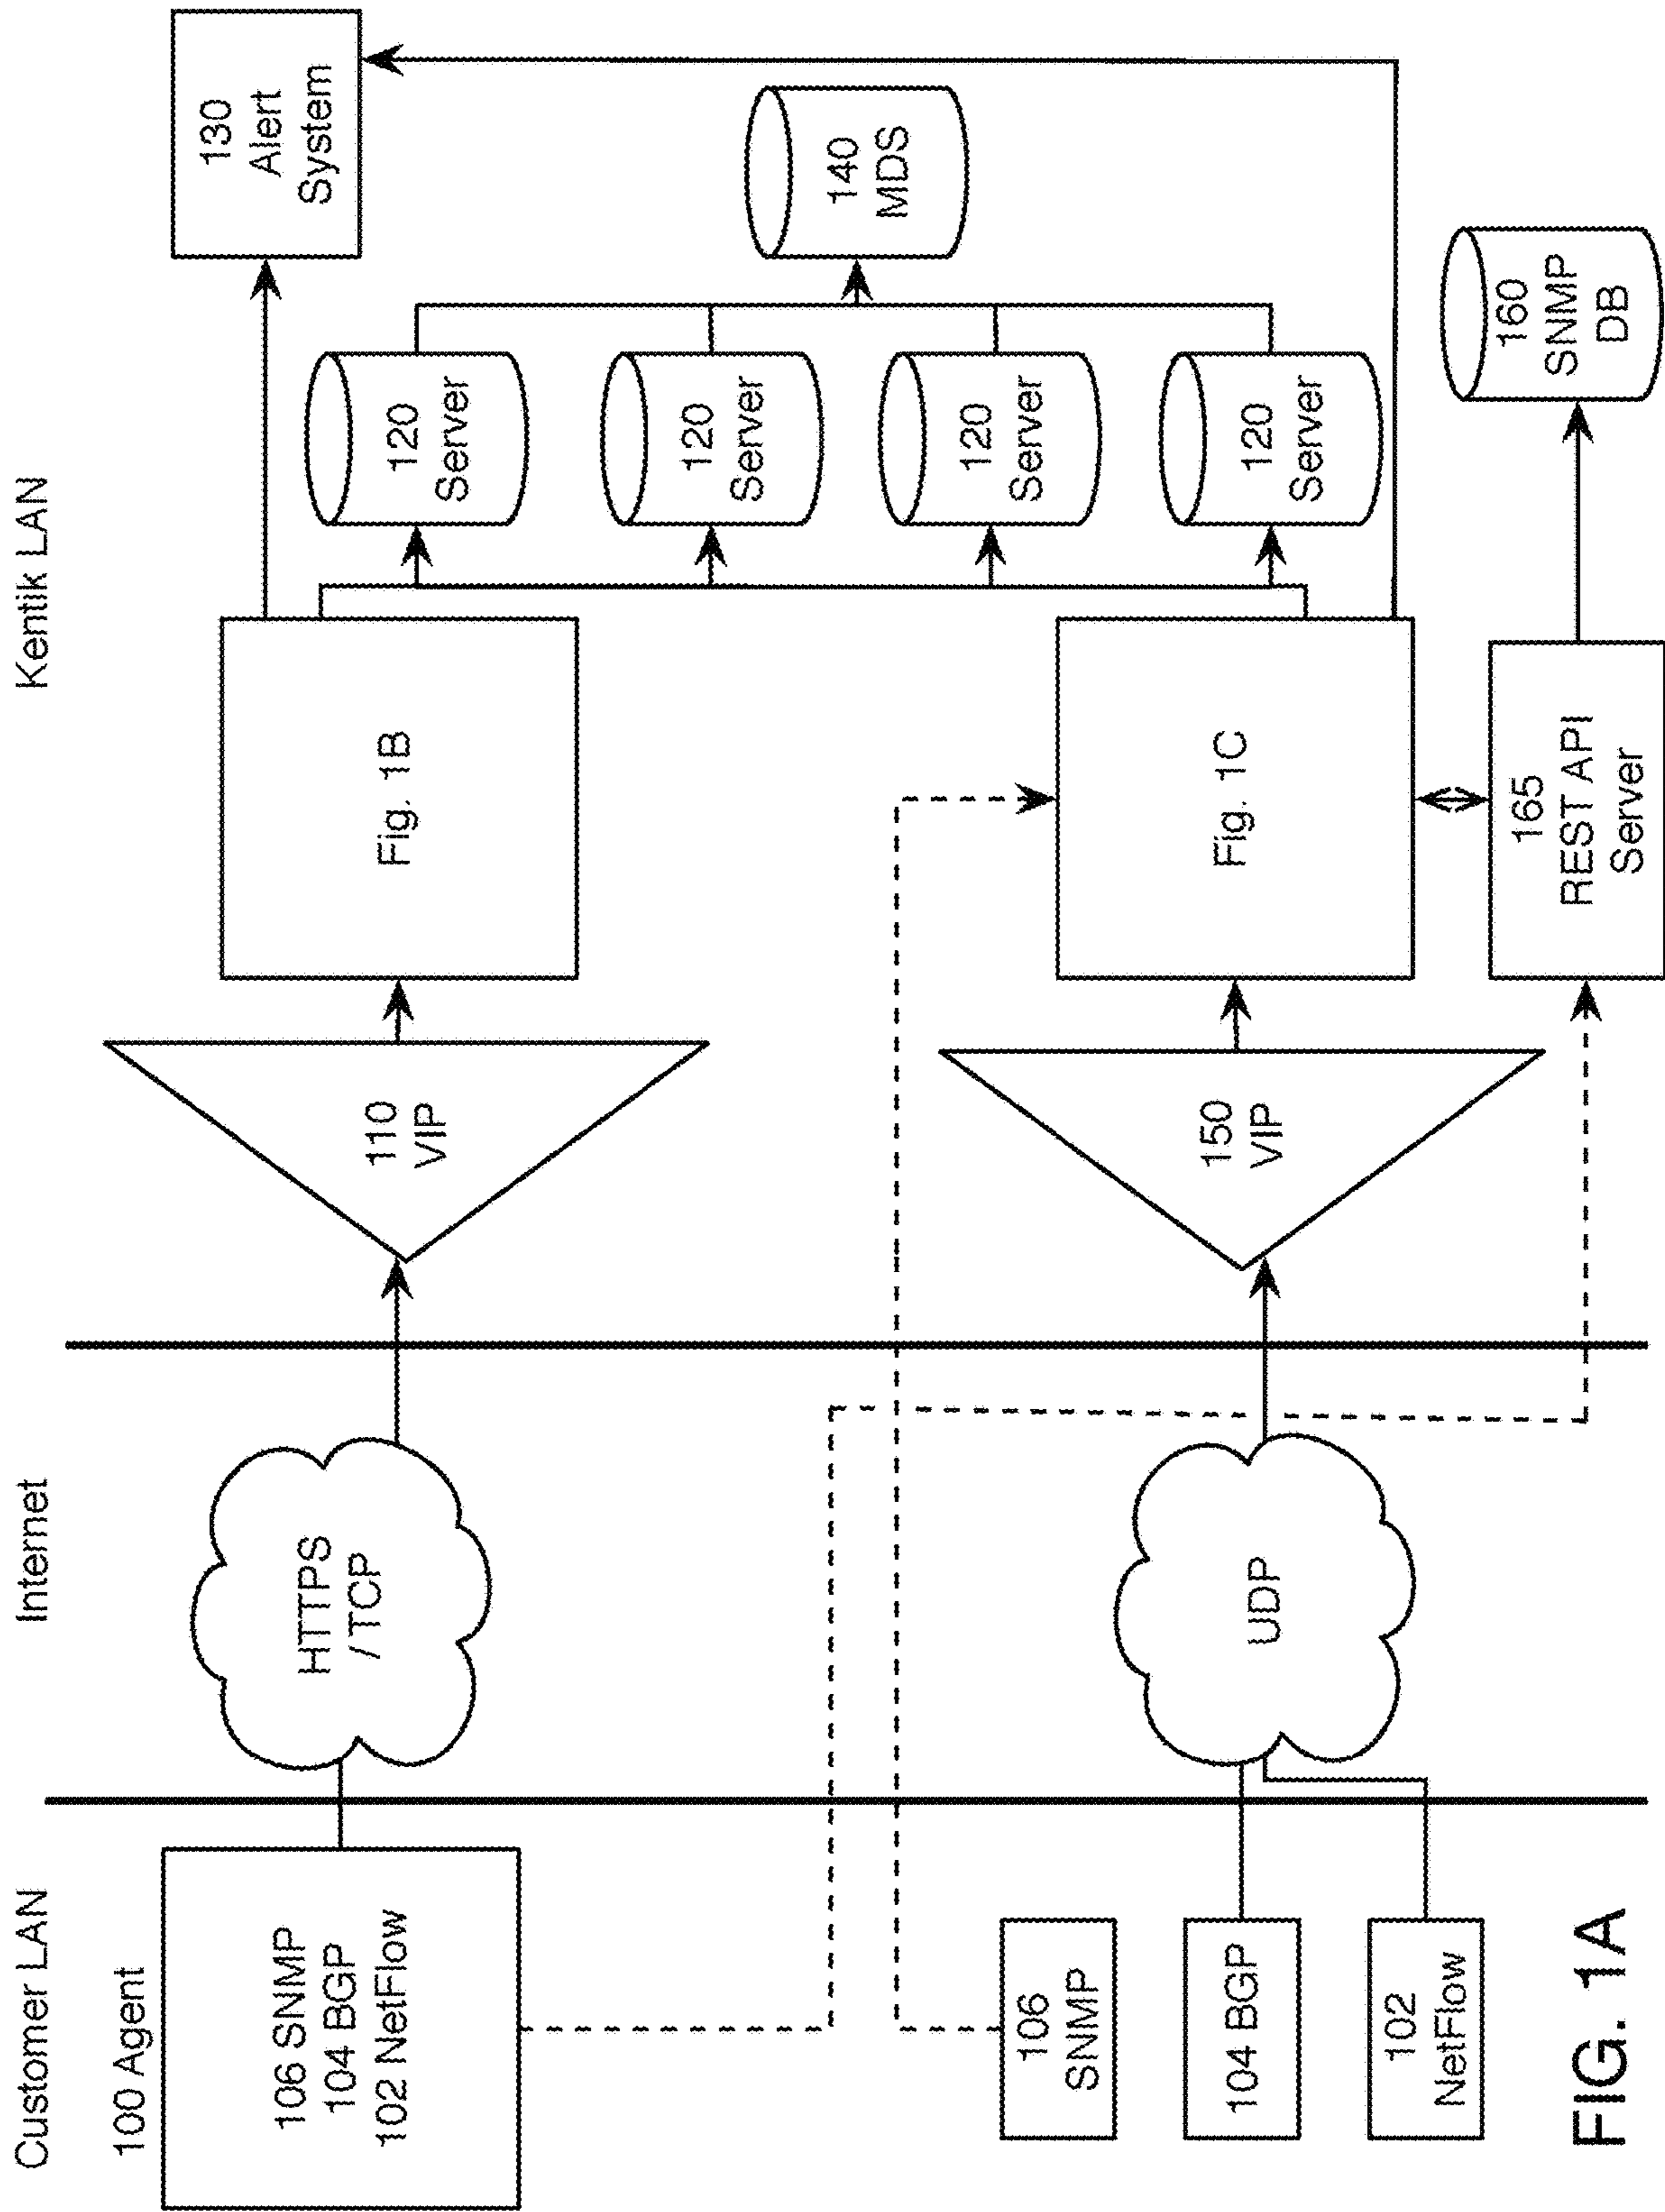 Customer LAN
Internet
Kentik LAN
100 Agent
106 SNMP
104 BGP
102 NetFlow
HTTPS
/ TCP
110
VIP
Fig. 1B
130
Alert
System
120
Server
120
Server
120
Server
120
Server
140
MDS
106
SNMP
104 BGP
102
NetFlow
UDP
150
VIP
Fig. 1C
165
REST API
Server
160
SNMP
DB
FIG. 1A